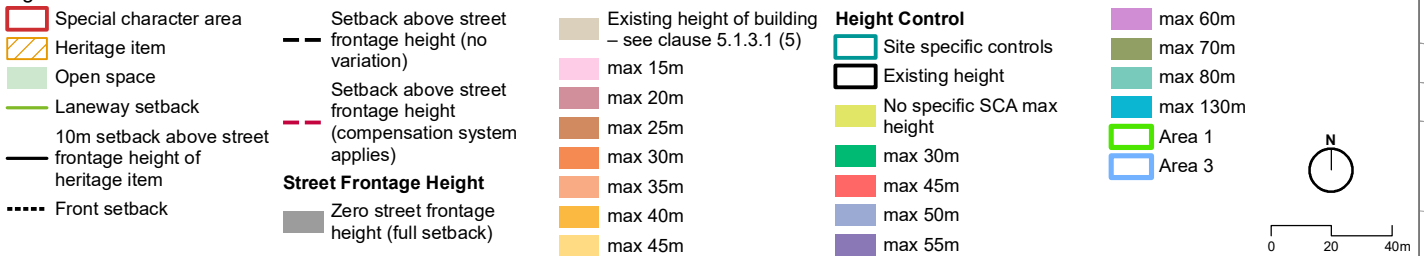 Special character area
Heritage item
Open space
Laneway setback
10m setback above street
frontage height of
heritage item
Front setback
Setback above street
frontage height (no
variation)
Setback above street
frontage height
(compensation system
applies)
Street Frontage Height
Zero street frontage
height (full setback)
Existing height of building
– see clause 5.1.3.1 (5)
max 15m
max 20m
max 25m
max 30m
max 35m
max 40m
max 45m
Height Control
Site specific controls
Existing height
No specific SCA max
height
max 30m
max 45m
max 50m
max 55m
max 60m
max 70m
max 80m
max 130m
Area 1
Area 3
N
0 20 40m